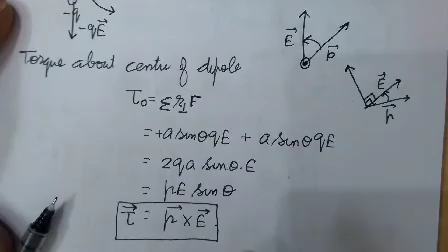 -q
-qE⃗
E⃗
p⃗
E⃗
p⃗
Torque about centre of dipole
τ₀ = Σ r⊥ F
= +a sinθ qE + a sinθ qE
= 2qa sinθ. E
= pE sinθ
τ⃗ = p⃗ × E⃗